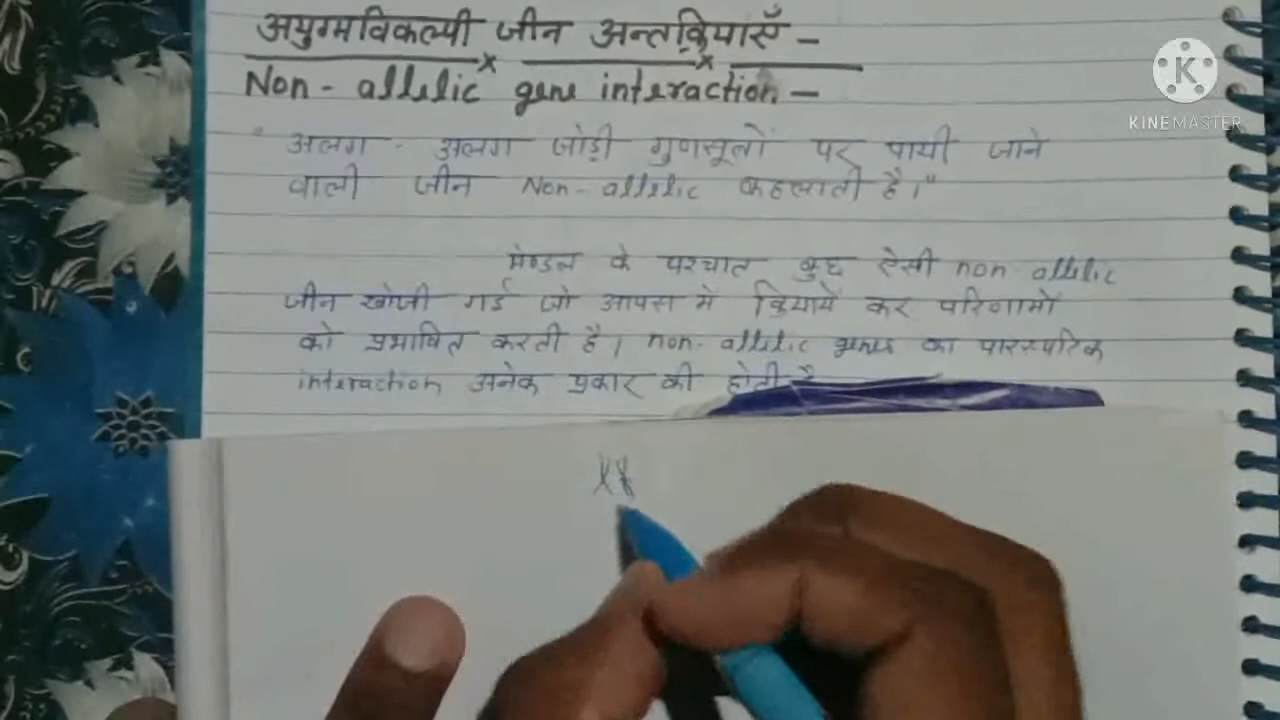 अयुग्मविकल्पी जीन अन्तक्रियाएँ -
Non - allelic gene interaction -
K
KINEMASTER
" अलग - अलग जोड़ी गुणसूत्रों पर पायी जाने
वाली जीन Non - allelic कहलाती है।"
मेण्डल के पश्चात कुछ ऐसी non allelic
जीन खोजी गई जो आपस मे क्रियायें कर परिणामों
को प्रभावित करती है। non - allelic genes का पारस्परिक
interaction अनेक प्रकार की होती है